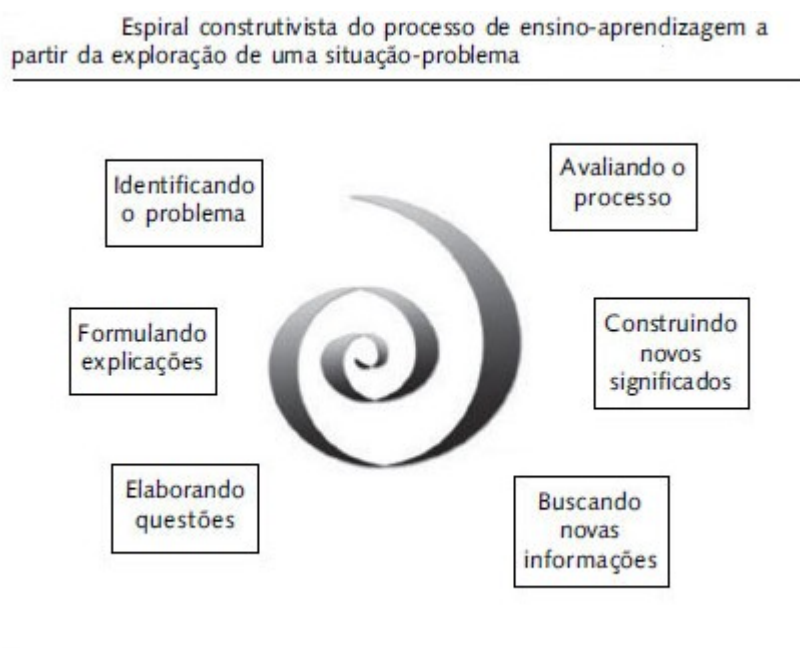 Espiral construtivista do processo de ensino-aprendizagem a
partir da exploração de uma situação-problema
Identificando
o problema
Formulando
explicações
Elaborando
questões
Buscando
novas
informações
Construindo
novos
significados
Avaliando o
processo